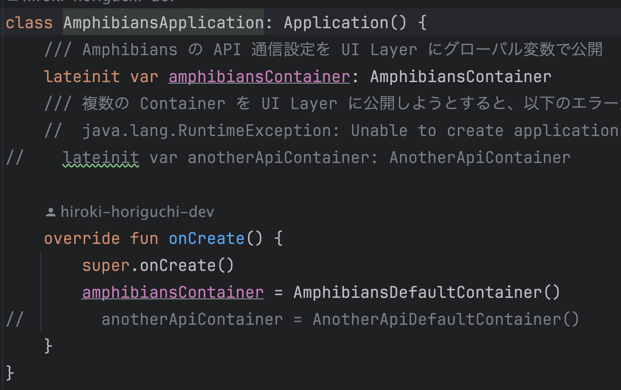 hiroki-horiguchi-dev
class AmphibiansApplication: Application() {
/// Amphibians の API 通信設定を UI Layer にグローバル変数で公開
lateinit var amphibiansContainer: AmphibiansContainer
/// 複数の Container を UI Layer に公開しようとすると、以下のエラー
//  java.lang.RuntimeException: Unable to create application
//   lateinit var anotherApiContainer: AnotherApiContainer
hiroki-horiguchi-dev
override fun onCreate() {
super.onCreate()
amphibiansContainer = AmphibiansDefaultContainer()
//       anotherApiContainer = AnotherApiDefaultContainer()
}
}